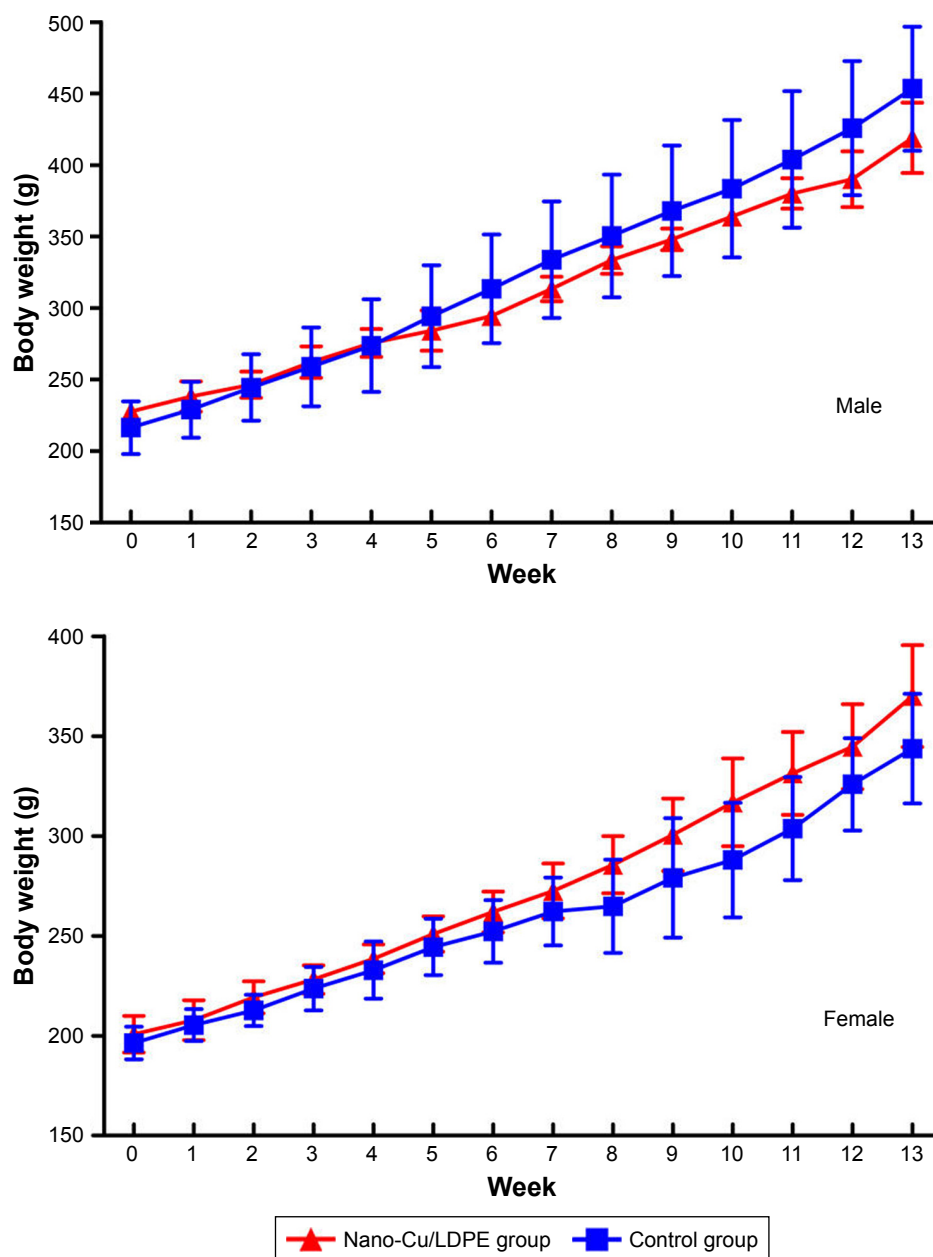 500
450
400
350
300
250
200
150
Body weight (g)
Male
0 1 2 3 4 5 6 7 8 9 10 11 12 13
Week
400
350
300
250
200
150
Body weight (g)
Female
0 1 2 3 4 5 6 7 8 9 10 11 12 13
Week
Nano-Cu/LDPE group Control group